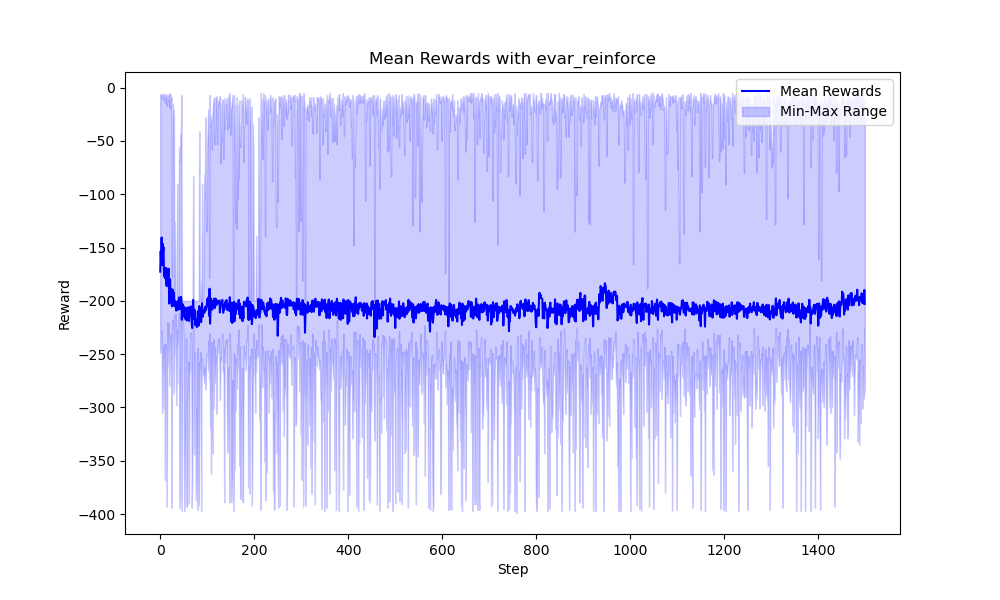 Mean Rewards with evar_reinforce
Mean Rewards
Min-Max Range
Reward
0
−50
−100
−150
−200
−250
−300
−350
−400
0 200 400 600 800 1000 1200 1400
Step